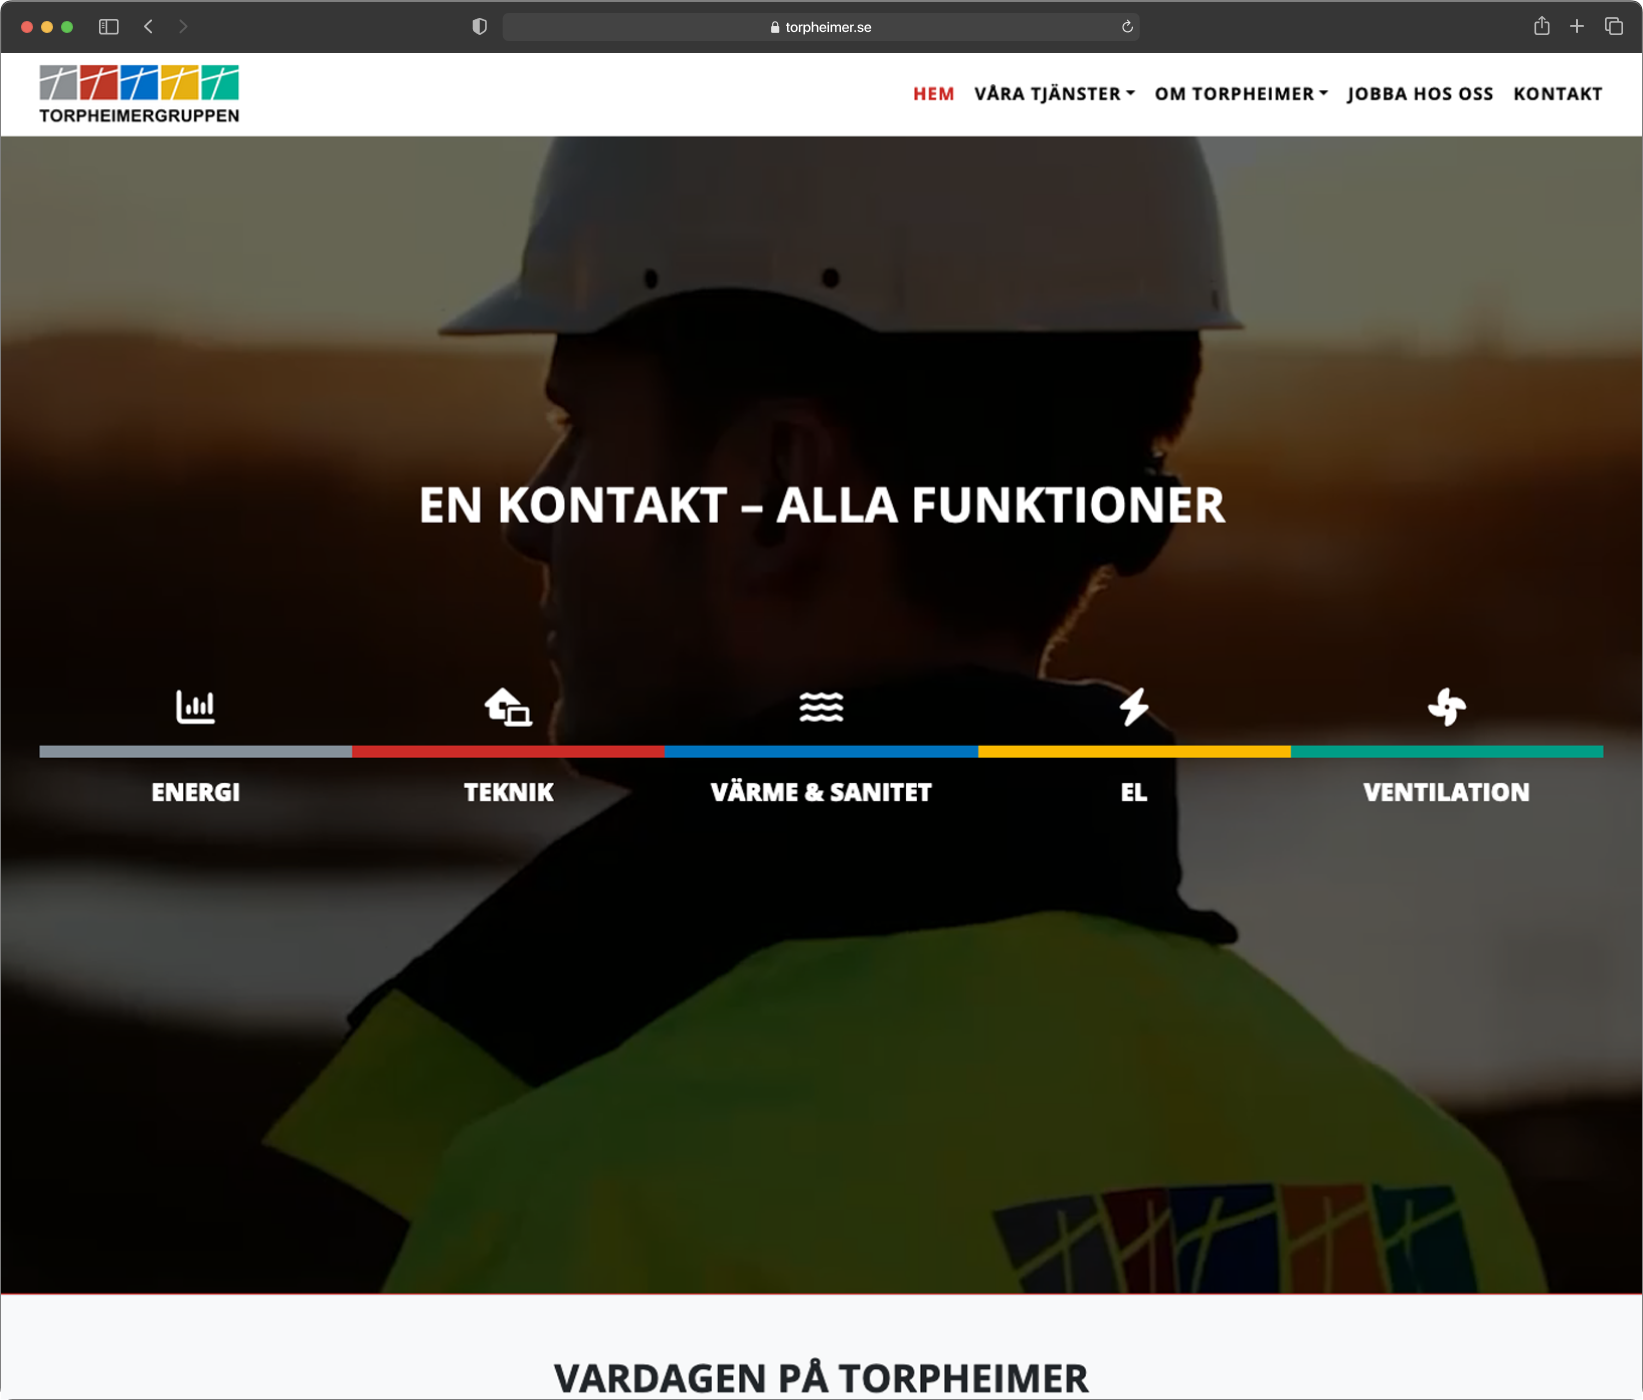 torpheimer.se
TORPHEIMERGRUPPEN
HEM VÅRA TJÄNSTER OM TORPHEIMER JOBBA HOS OSS KONTAKT
EN KONTAKT – ALLA FUNKTIONER
ENERGI TEKNIK VÄRME & SANITET EL VENTILATION
VARDAGEN PÅ TORPHEIMER